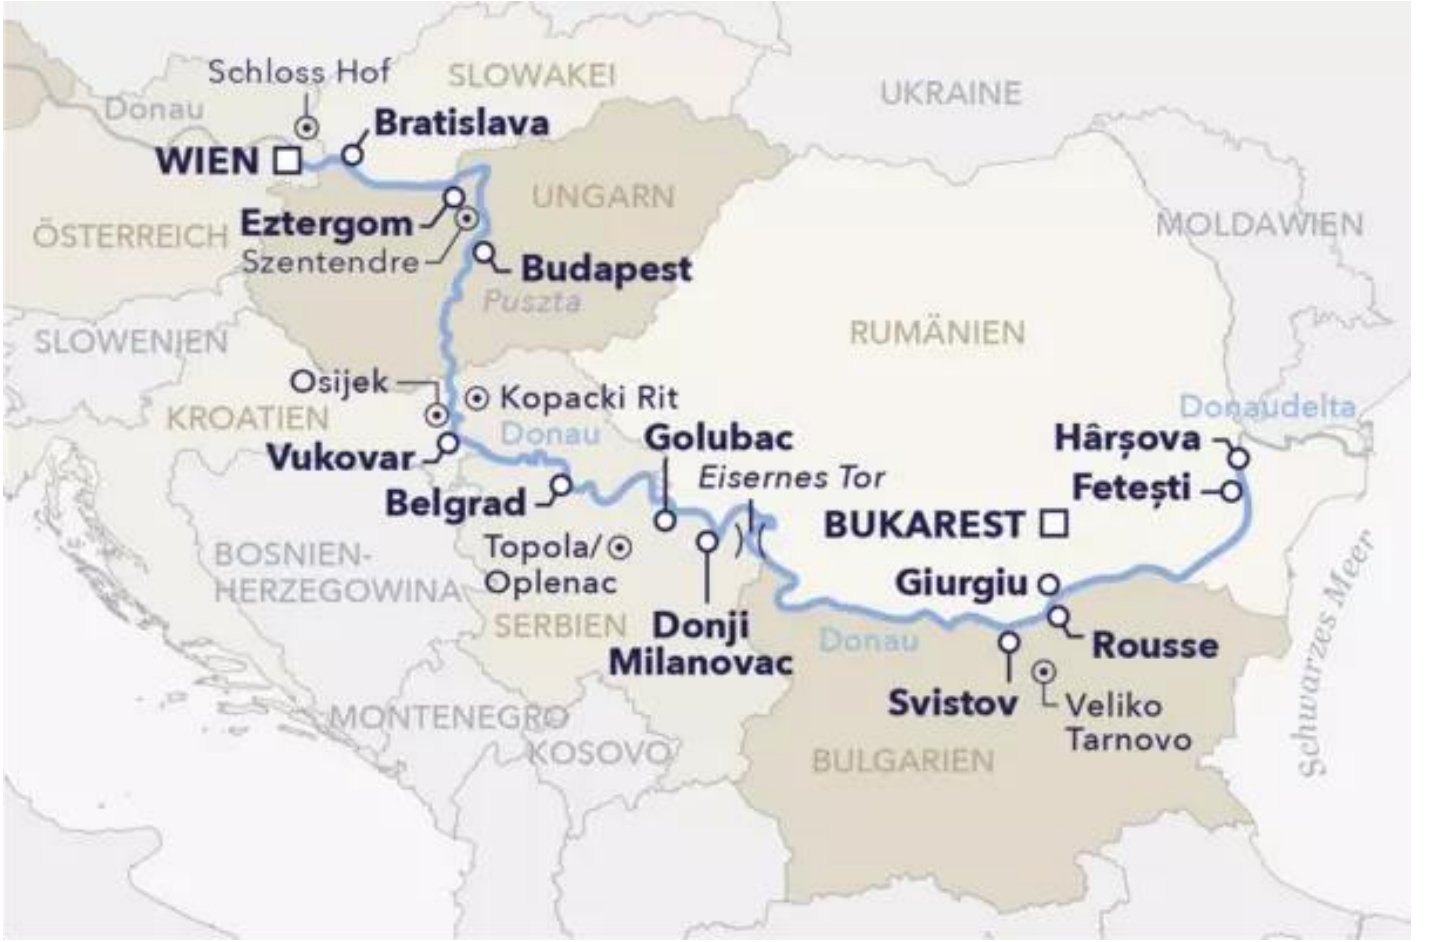 Schloss Hof
SLOWAKEI
UKRAINE
Donau
Bratislava
WIEN
UNGARN
Eztergom
ÖSTERREICH
Szentendre
MOLDAWIEN
Budapest
Puszta
SLOWENIEN
RUMÄNIEN
Osijek
Kopacki Rit
Donaudelta
KROATIEN
Donau
Golubac
Hârșova
Vukovar
Eisernes Tor
Fetești
Belgrad
BUKAREST
Topola/
Oplenac
BOSNIEN-
HERZEGOWINA
Giurgiu
Schwarzes Meer
SERBIEN
Donji
Milanovac
Donau
Rousse
Svistov
Veliko
Tarnovo
MONTENEGRO
KOSOVO
BULGARIEN